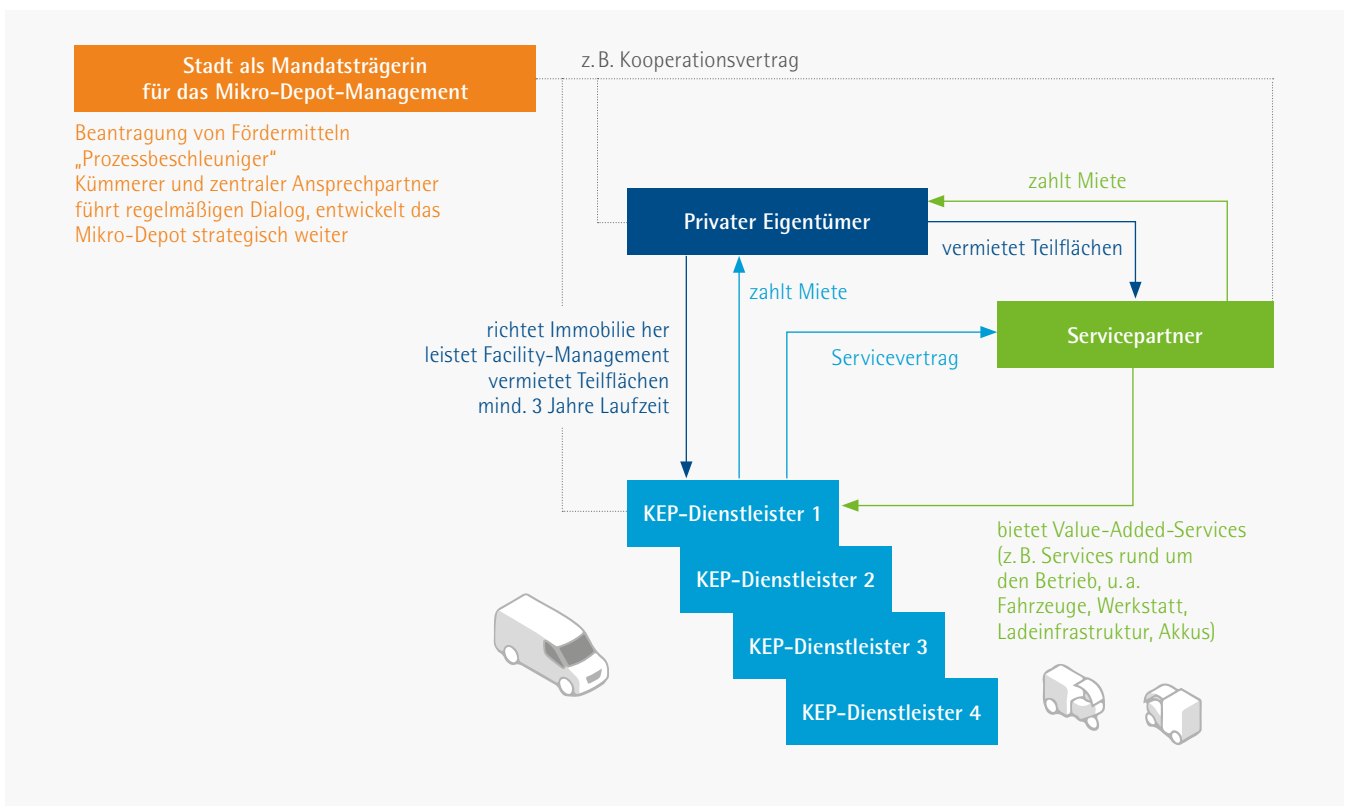 Stadt als Mandatsträgerin
für das Mikro-Depot-Management
z. B. Kooperationsvertrag
Beantragung von Fördermitteln
„Prozessbeschleuniger“
Kümmerer und zentraler Ansprechpartner
führt regelmäßigen Dialog, entwickelt das
Mikro-Depot strategisch weiter
zahlt Miete
Privater Eigentümer
vermietet Teilflächen
zahlt Miete
richtet Immobilie her
leistet Facility-Management
vermietet Teilflächen
mind. 3 Jahre Laufzeit
Servicevertrag
Servicepartner
KEP-Dienstleister 1
KEP-Dienstleister 2
KEP-Dienstleister 3
KEP-Dienstleister 4
bietet Value-Added-Services
(z. B. Services rund um
den Betrieb, u. a.
Fahrzeuge, Werkstatt,
Ladeinfrastruktur, Akkus)